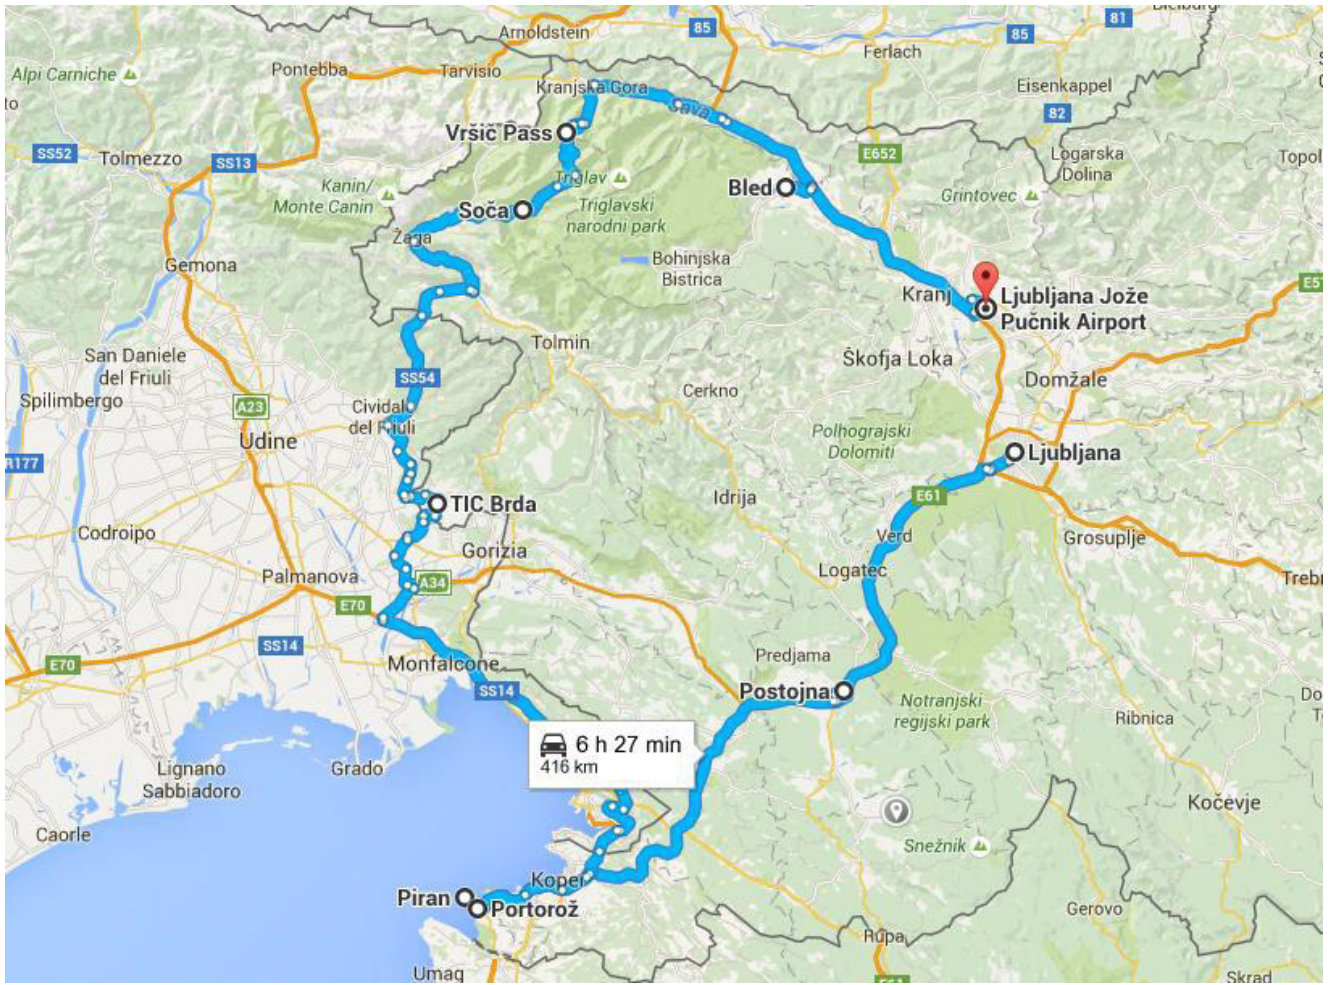 Arnoldstein
85
81
85
Ferlach
Alpi Carniche
Pontebba
Tarvisio
Kranjska Gora
Eisenkappel
to
Sava
82
Vršič Pass
SS52
Tolmezzo
SS13
E652
Logarska
Dolina
Topol
Kanin/
Monte Canin
Triglav
Bled
Grintovec
Soča
Triglavski
narodni park
Žaga
Gemona
Bohinjska
Bistrica
Kranj
Ljubljana Jože
Pučnik Airport
Tolmin
San Daniele
del Friuli
Škofja Loka
SS54
Domžale
Spilimbergo
Cerkno
A23
Cividale
del Friuli
Udine
Polhograjski
Dolomiti
R177
Ljubljana
TIC Brda
Idrija
E61
Codroipo
Verd
Grosuplje
Gorizia
Palmanova
A34
Logatec
Trebr
E70
SS14
Monfalcone
Predjama
E70
SS14
Postojna
Notranjski
regijski park
Ribnica
6 h 27 min
416 km
Lignano
Sabbiadoro
Grado
Kočevje
Caorle
Snežnik
Koper
Piran
Portorož
Gerovo
Rupa
Umag
E61
Skrad